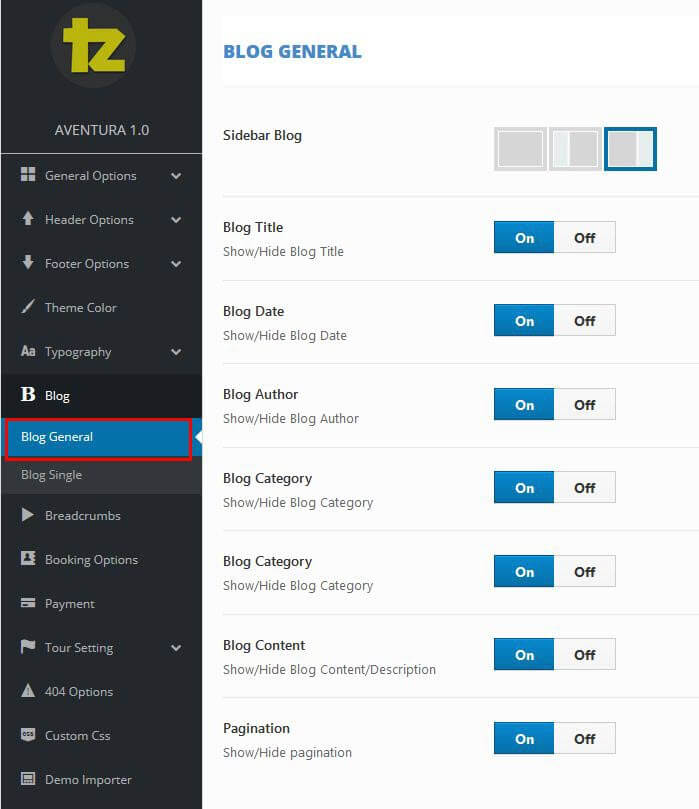 tz
AVENTURA 1.0
General Options
Header Options
Footer Options
Theme Color
Aa Typography
B Blog
Blog General
Blog Single
Breadcrumbs
Booking Options
Payment
Tour Setting
404 Options
css Custom Css
Demo Importer
BLOG GENERAL
Sidebar Blog
Blog Title
Show/Hide Blog Title
On Off
Blog Date
Show/Hide Blog Date
On Off
Blog Author
Show/Hide Blog Author
On Off
Blog Category
Show/Hide Blog Category
On Off
Blog Category
Show/Hide Blog Category
On Off
Blog Content
Show/Hide Blog Content/Description
On Off
Pagination
Show/Hide pagination
On Off